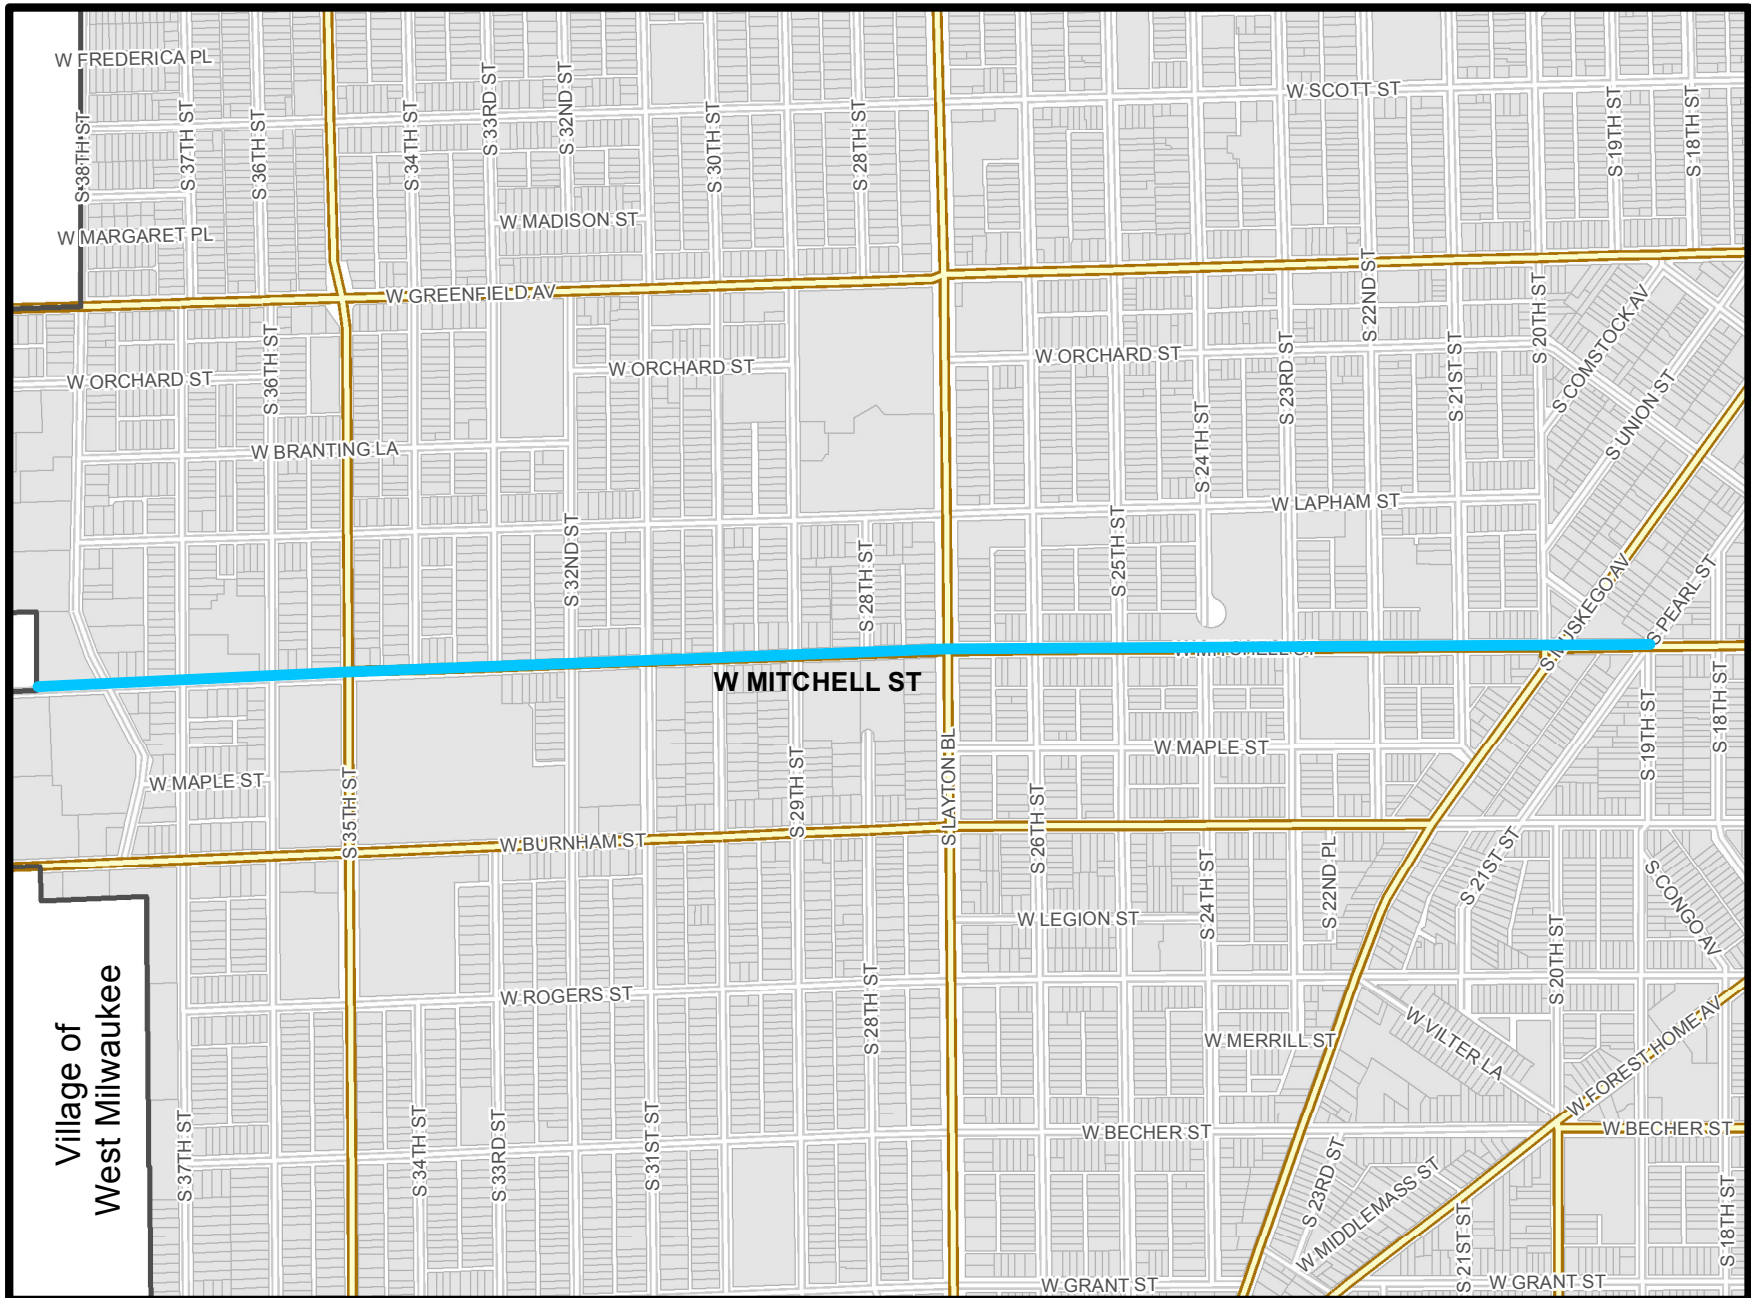 W FREDERICA PL
S 38TH ST
S 37TH ST
S 36TH ST
S 34TH ST
S 33RD ST
S 32ND ST
S 30TH ST
S 28TH ST
W SCOTT ST
S 19TH ST
S 18TH ST
W MARGARET PL
W MADISON ST
W GREENFIELD AV
S 22ND ST
S 20TH ST
S COMSTOCK AV
W ORCHARD ST
S 36TH ST
W ORCHARD ST
W ORCHARD ST
S 23RD ST
S 21ST ST
S UNION ST
W BRANTING LA
S 24TH ST
W LAPHAM ST
S 32ND ST
S 28TH ST
S 25TH ST
S MUSKEGO AV
S PEARL ST
W MITCHELL ST
W MITCHELL ST
S 18TH ST
S 19TH ST
W MAPLE ST
S 35TH ST
S 29TH ST
S LAYTON BL
W MAPLE ST
S 26TH ST
W BURNHAM ST
S 24TH ST
S 22ND PL
S 21ST ST
S CONGO AV
W LEGION ST
S 20TH ST
W ROGERS ST
S 28TH ST
W MERRILL ST
W VILTER LA
W FOREST HOME AV
Village of
West Milwaukee
S 37TH ST
S 34TH ST
S 33RD ST
S 31ST ST
W BECHER ST
W BECHER ST
S 23RD ST
W MIDDLEMASS ST
S 21ST ST
S 18TH ST
W GRANT ST
W GRANT ST